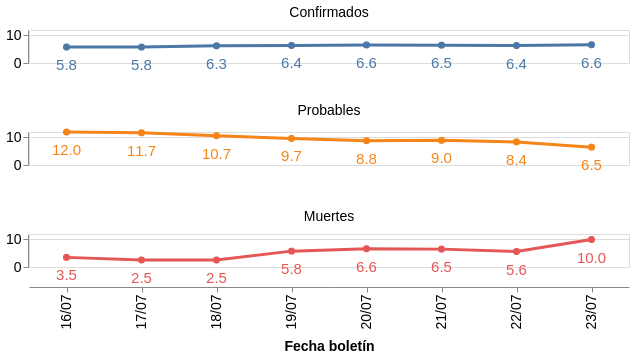 Confirmados
10
0
5.8 5.8 6.3 6.4 6.6 6.5 6.4 6.6
Probables
10
0
12.0 11.7 10.7 9.7 8.8 9.0 8.4 6.5
Muertes
10
0
3.5 2.5 2.5 5.8 6.6 6.5 5.6 10.0
16/07 17/07 18/07 19/07 20/07 21/07 22/07 23/07
Fecha boletín